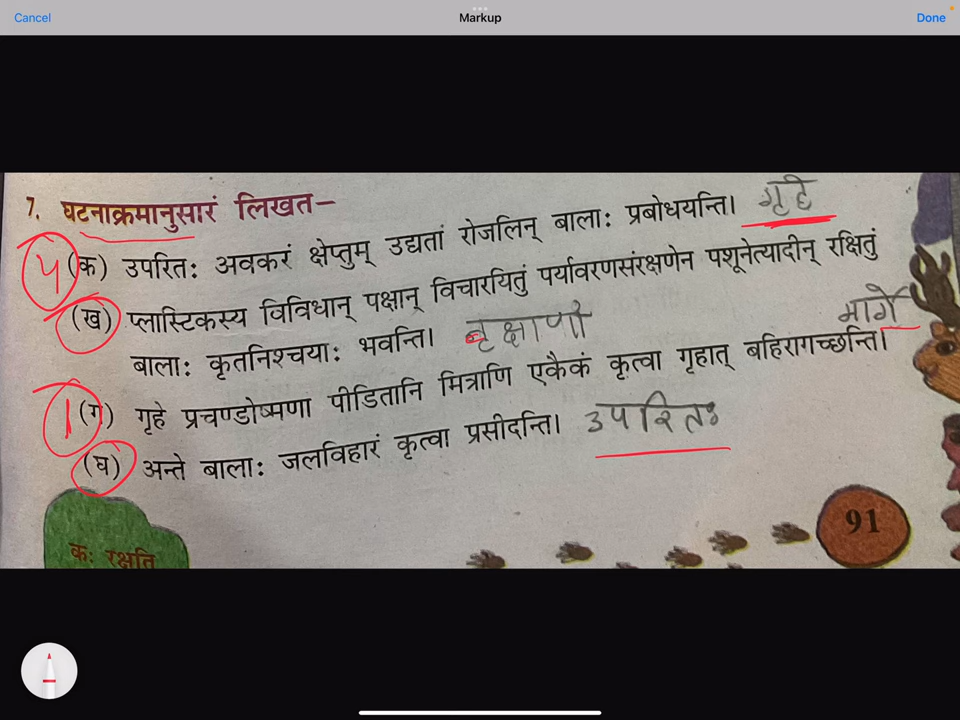 Cancel Markup Done
7. घटनाक्रमानुसारं लिखत–
५ (क) उपरितः अवकरं क्षेप्तुम् उद्यतां रोजलिन् बालाः प्रबोधयन्ति। गृहे
(ख) प्लास्टिकस्य विविधान् पक्षान् विचारयितुं पर्यावरणसंरक्षणेन पशूनेत्यादीन् रक्षितुं
बालाः कृतनिश्चयाः भवन्ति। वृक्षाणां मार्गे
1 (ग) गृहे प्रचण्डोष्मणा पीडितानि मित्राणि एकैकं कृत्वा गृहात् बहिरागच्छन्ति।
(घ) अन्ते बालाः जलविहारं कृत्वा प्रसीदन्ति। उपरितः
91
कः रक्षति